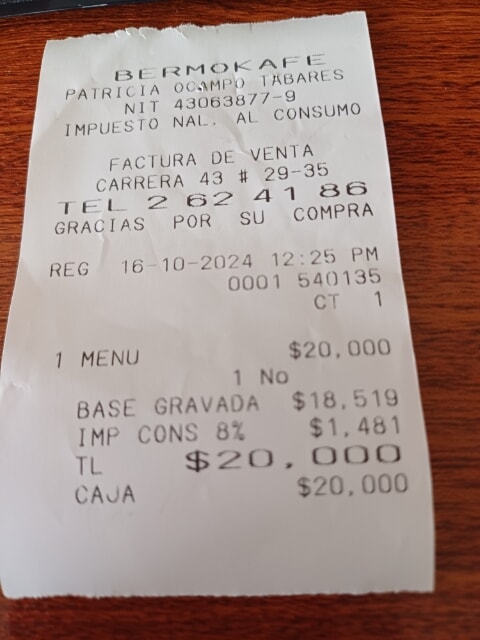 BERMOKAFE
PATRICIA OCAMPO TABARES
NIT 43063877-9
IMPUESTO NAL. AL CONSUMO
FACTURA DE VENTA
CARRERA 43 # 29-35
TEL 2 62 41 86
GRACIAS POR SU COMPRA
REG 16-10-2024 12:25 PM
0001 540135
CT 1
1 MENU $20,000
1 No
BASE GRAVADA $18,519
IMP CONS 8% $1,481
TL $20,000
CAJA $20,000